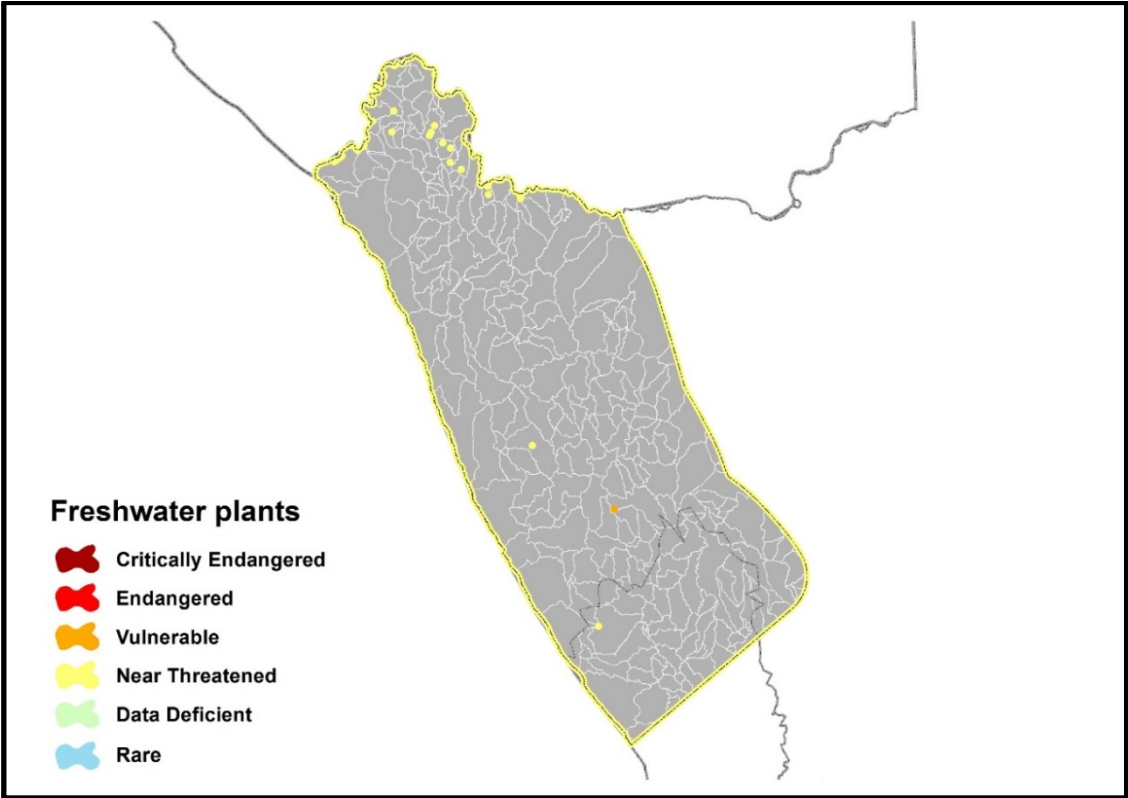 Freshwater plants
Critically Endangered
Endangered
Vulnerable
Near Threatened
Data Deficient
Rare